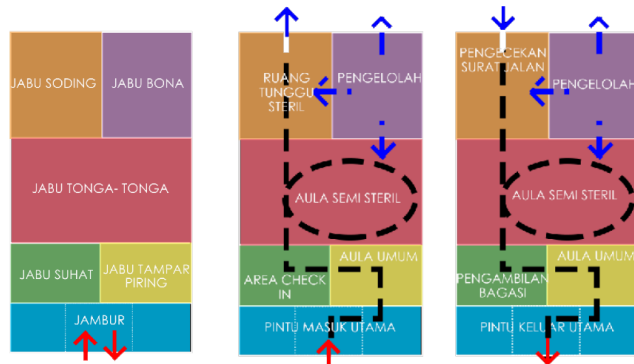 JABU SODING
JABU BONA
JABU TONGA- TONGA
JABU SUHAT
JABU TAMPAR
PIRING
JAMBUR
RUANG
TUNGGU
STERIL
PENGELOLAH
AULA SEMI STERIL
AREA CHECK
IN
AULA UMUM
PINTU MASUK UTAMA
PENGECEKAN
SURAT JALAN
PENGELOLAH
AULA SEMI STERIL
PENGAMBILAN
BAGASI
AULA UMUM
PINTU KELUAR UTAMA